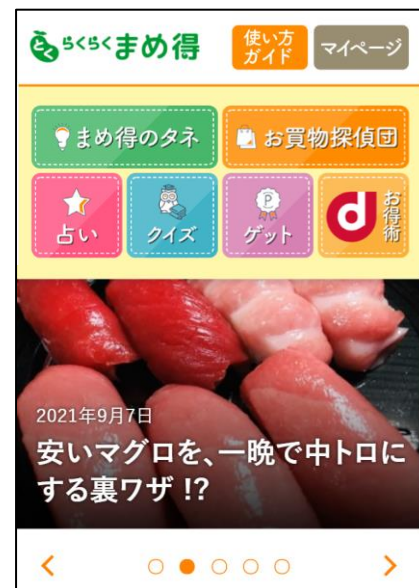 とく らくらくまめ得
使い方
ガイド
マイページ
まめ得のタネ
お買物探偵団
占い
クイズ
P
ゲット
d
お得術
2021年9月7日
安いマグロを、一晩で中トロに
する裏ワザ !?